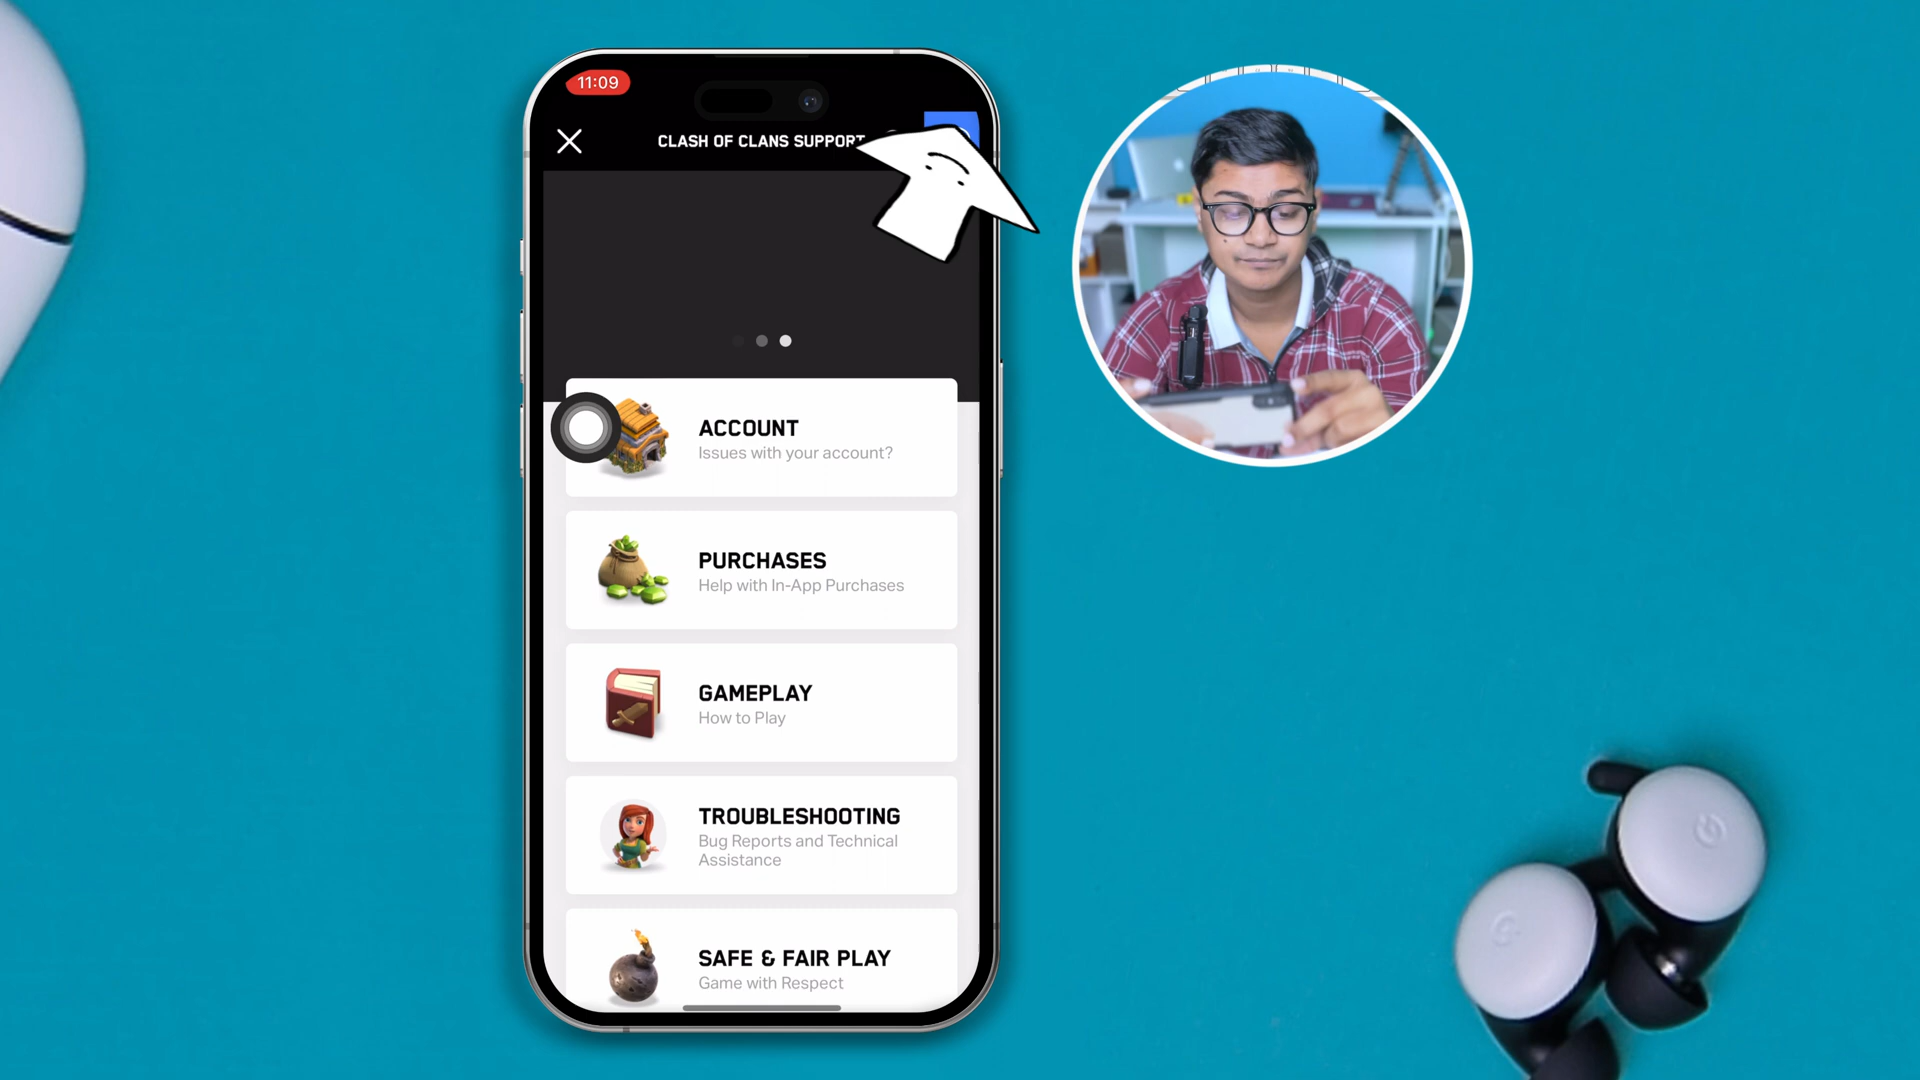 11:09
CLASH OF CLANS SUPPORT
ACCOUNT
Issues with your account?
PURCHASES
Help with In-App Purchases
GAMEPLAY
How to Play
TROUBLESHOOTING
Bug Reports and Technical
Assistance
SAFE & FAIR PLAY
Game with Respect